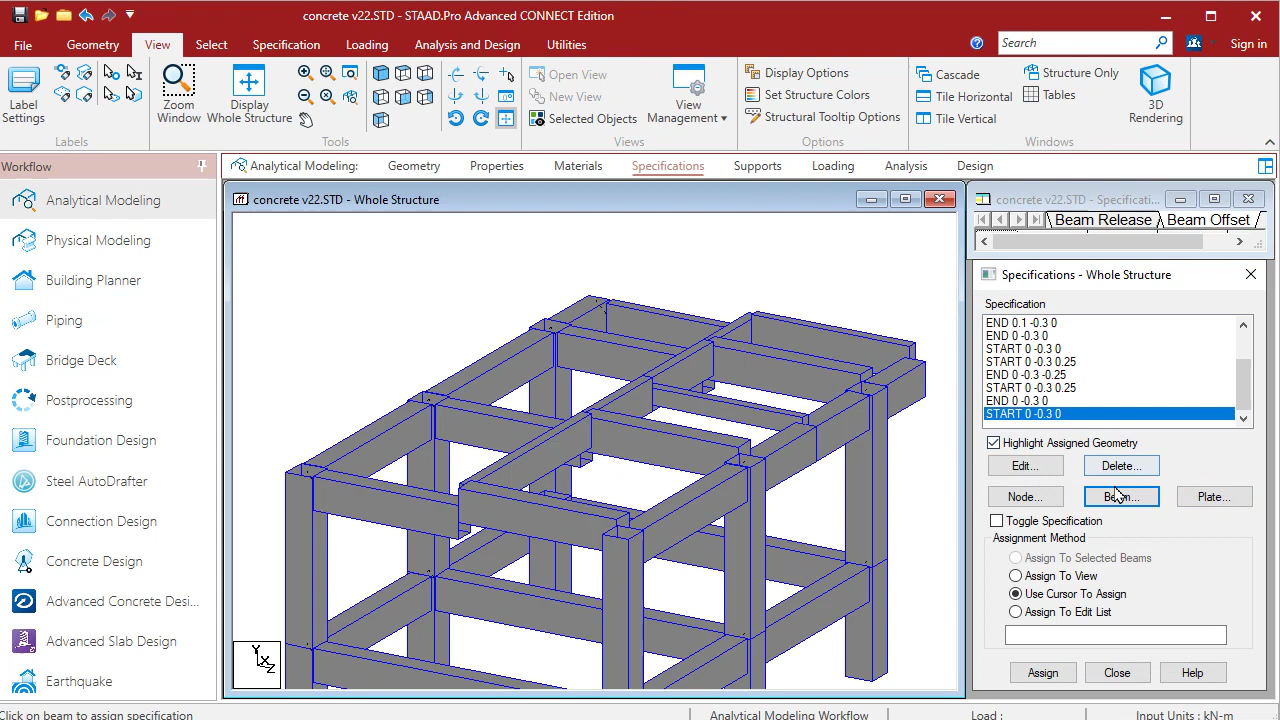 concrete v22.STD - STAAD.Pro Advanced CONNECT Edition
File
Geometry
View
Select
Specification
Loading
Analysis and Design
Utilities
Search
Sign in
Label
Settings
Labels
Zoom
Window
Display
Whole Structure
Tools
Open View
New View
Selected Objects
View
Management
Views
Display Options
Set Structure Colors
Structural Tooltip Options
Options
Cascade
Tile Horizontal
Tile Vertical
Structure Only
Tables
Windows
3D
Rendering
Workflow
Analytical Modeling
Physical Modeling
Building Planner
Piping
Bridge Deck
Postprocessing
Foundation Design
Steel AutoDrafter
Connection Design
Concrete Design
Advanced Concrete Desi...
Advanced Slab Design
Earthquake
Analytical Modeling:
Geometry
Properties
Materials
Specifications
Supports
Loading
Analysis
Design
concrete v22.STD - Whole Structure
Y
X
Z
concrete v22.STD - Specificati...
Beam Release
Beam Offset
Specifications - Whole Structure
Specification
END 0.1 -0.3 0
END 0 -0.3 0
START 0 -0.3 0
START 0 -0.3 0.25
END 0 -0.3 -0.25
START 0 -0.3 0.25
END 0 -0.3 0
START 0 -0.3 0
Highlight Assigned Geometry
Edit...
Delete...
Node...
Beam...
Plate...
Toggle Specification
Assignment Method
Assign To Selected Beams
Assign To View
Use Cursor To Assign
Assign To Edit List
Assign
Close
Help
Click on beam to assign specification
Analytical Modeling Workflow
Load :
Input Units : kN-m